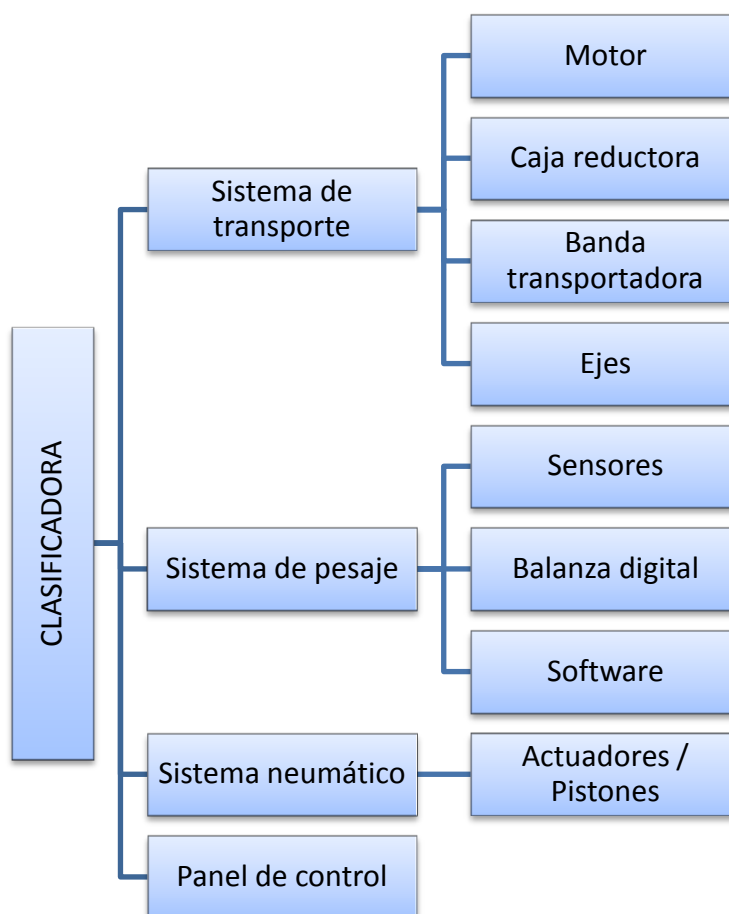 CLASIFICADORA
Sistema de
transporte
Motor
Caja reductora
Banda
transportadora
Ejes
Sistema de pesaje
Sensores
Balanza digital
Software
Sistema neumático
Actuadores /
Pistones
Panel de control